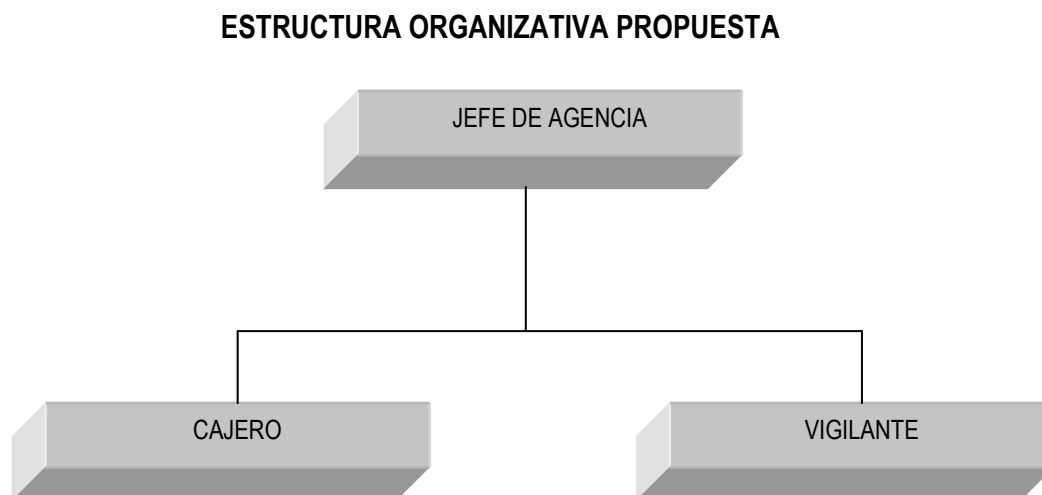 ESTRUCTURA ORGANIZATIVA PROPUESTA
JEFE DE AGENCIA
CAJERO
VIGILANTE